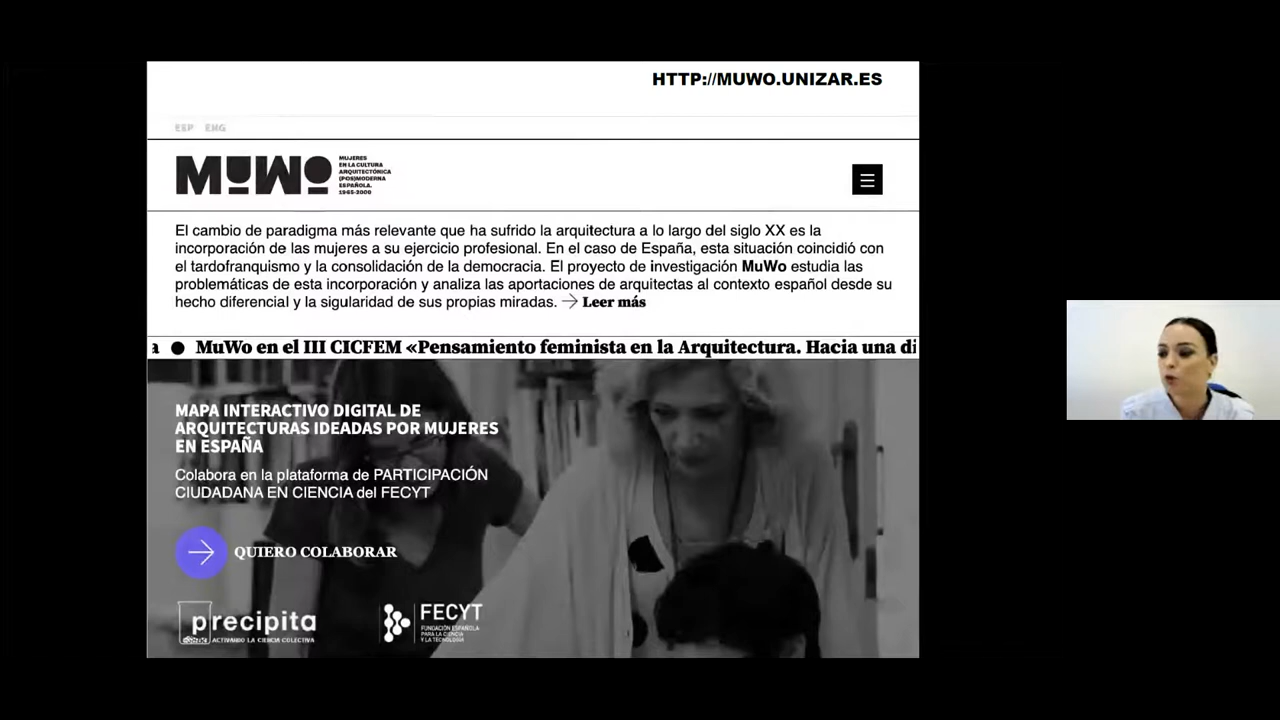 HTTP://MUWO.UNIZAR.ES
ESP ENG
MUWO
MUJERES
EN LA CULTURA
ARQUITECTÓNICA
(POS)MODERNA
ESPAÑOLA.
1965-2000
El cambio de paradigma más relevante que ha sufrido la arquitectura a lo largo del siglo XX es la
incorporación de las mujeres a su ejercicio profesional. En el caso de España, esta situación coincidió con
el tardofranquismo y la consolidación de la democracia. El proyecto de investigación MuWo estudia las
problemáticas de esta incorporación y analiza las aportaciones de arquitectas al contexto español desde su
hecho diferencial y la sigularidad de sus propias miradas. → Leer más
a ● MuWo en el III CICFEM «Pensamiento feminista en la Arquitectura. Hacia una di
MAPA INTERACTIVO DIGITAL DE
ARQUITECTURAS IDEADAS POR MUJERES
EN ESPAÑA
Colabora en la plataforma de PARTICIPACIÓN
CIUDADANA EN CIENCIA del FECYT
→ QUIERO COLABORAR
precipita
ACTIVANDO LA CIENCIA COLECTIVA
FECYT
FUNDACIÓN ESPAÑOLA
PARA LA CIENCIA
Y LA TECNOLOGÍA